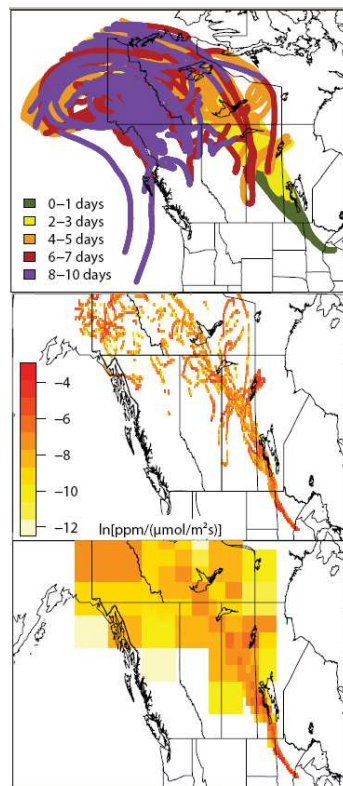 0−1 days
2−3 days
4−5 days
6−7 days
8−10 days
−4
−6
−8
−10
−12
ln[ppm/(μmol/m²s)]